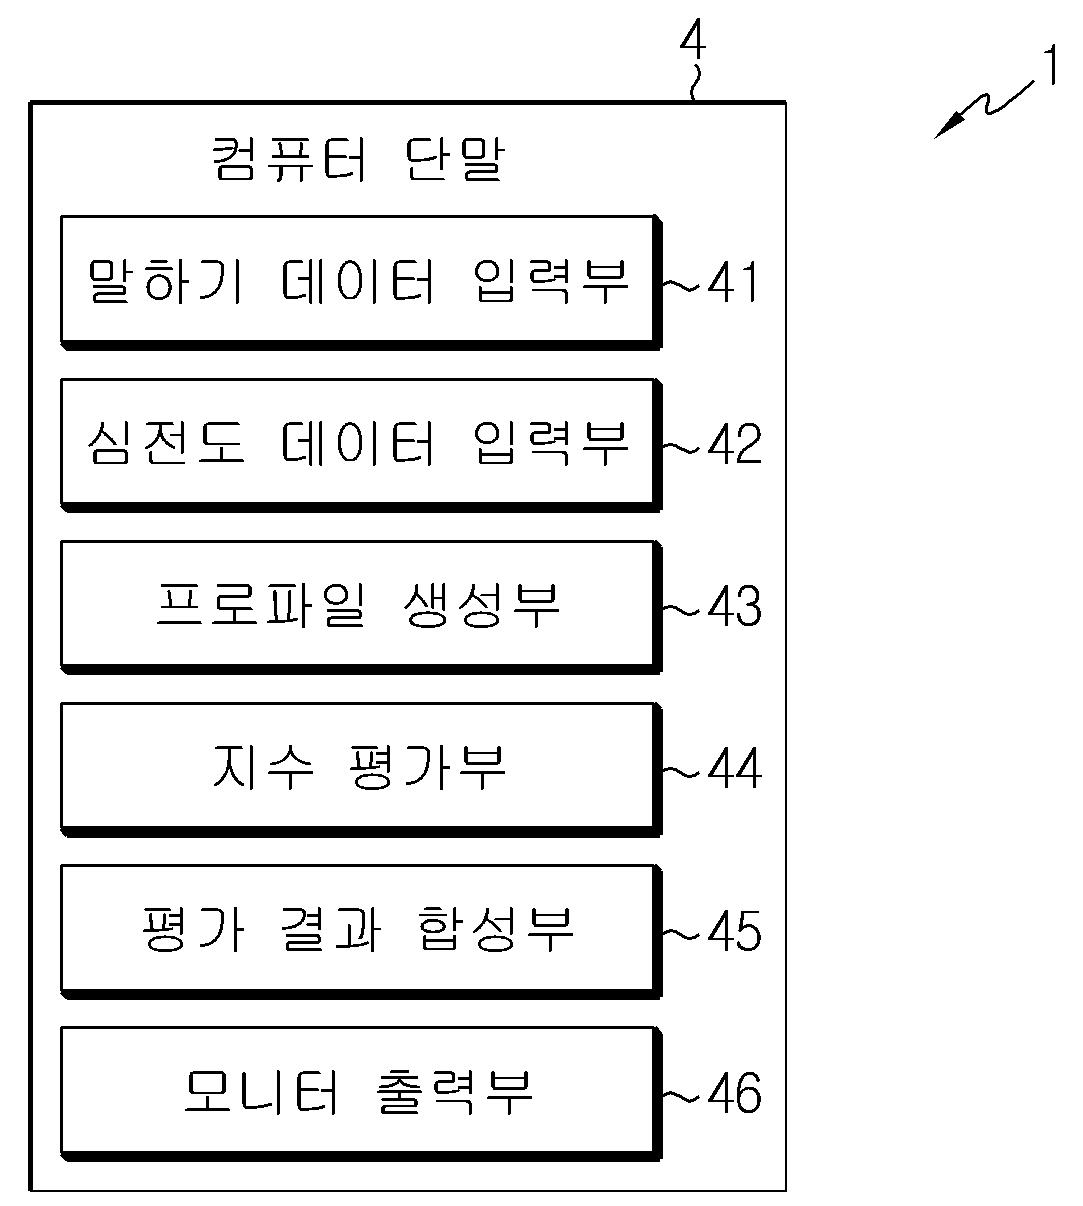 4
1
컴퓨터 단말
말하기 데이터 입력부 41
심전도 데이터 입력부 42
프로파일 생성부 43
지수 평가부 44
평가 결과 합성부 45
모니터 출력부 46